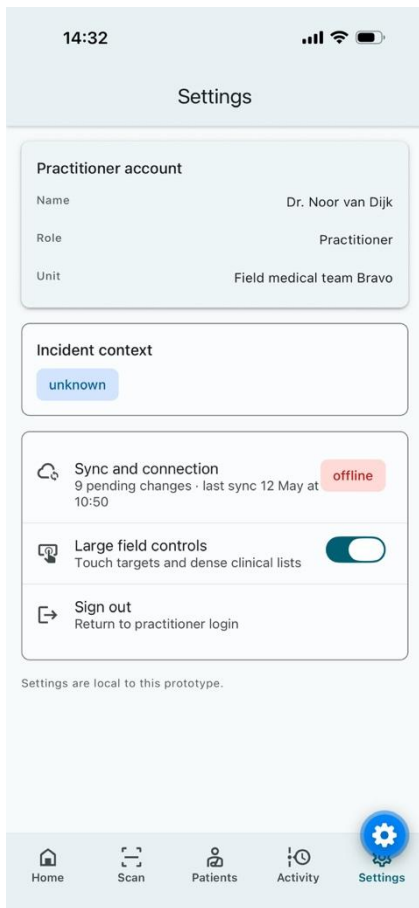 14:32
Settings
Practitioner account
Name
Dr. Noor van Dijk
Role
Practitioner
Unit
Field medical team Bravo
Incident context
unknown
Sync and connection
9 pending changes · last sync 12 May at
10:50
offline
Large field controls
Touch targets and dense clinical lists
Sign out
Return to practitioner login
Settings are local to this prototype.
Home
Scan
Patients
Activity
Settings